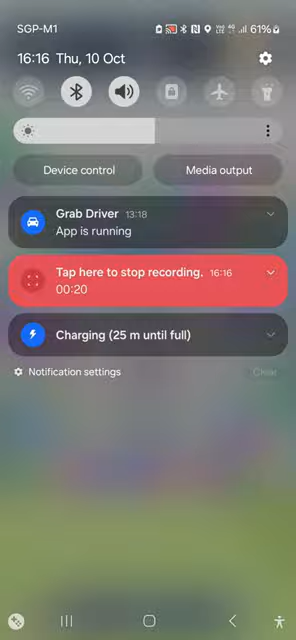 SGP-M1
61%
16:16 Thu, 10 Oct
Device control
Media output
Grab Driver 13:18
App is running
Tap here to stop recording. 16:16
00:20
Charging (25 m until full)
Notification settings
Clear